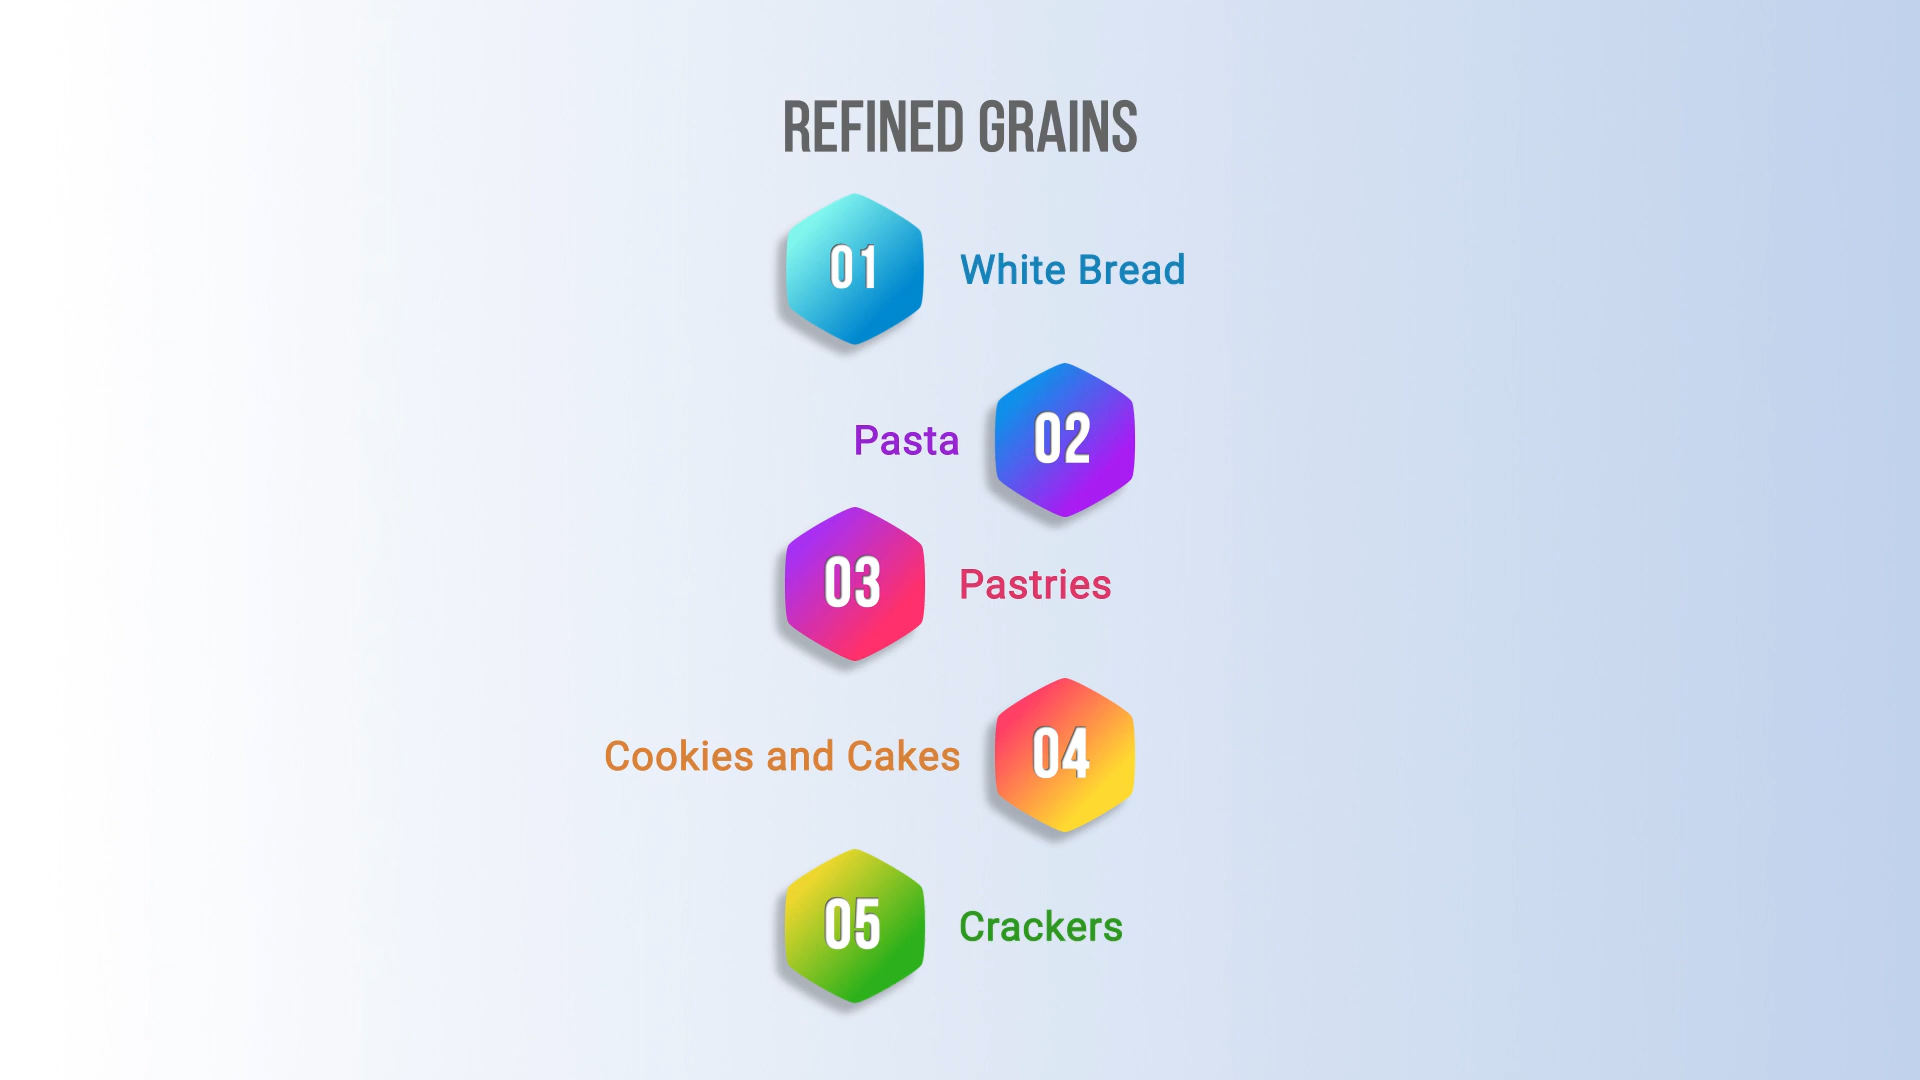 REFINED GRAINS
01
White Bread
Pasta
02
03
Pastries
Cookies and Cakes
04
05
Crackers